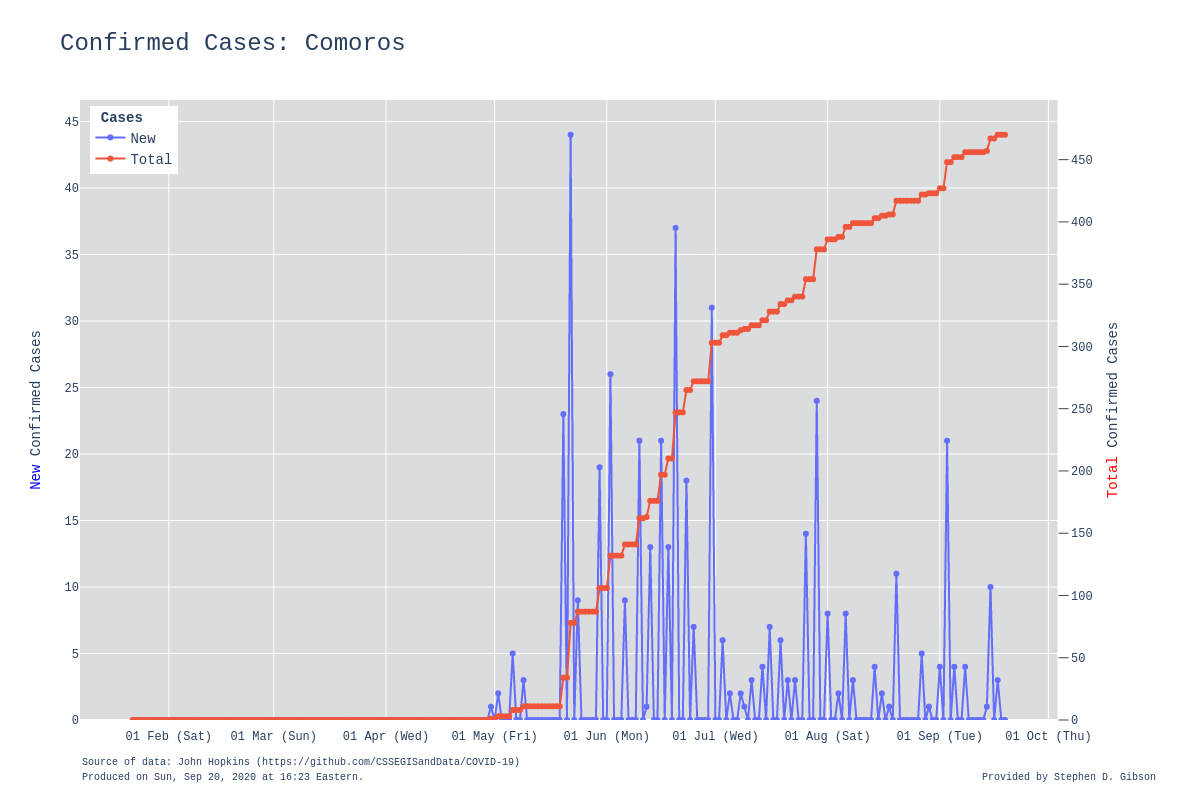 Confirmed Cases: Comoros
Cases
New
Total
45
40
35
30
25
20
15
10
5
0
New Confirmed Cases
450
400
350
300
250
200
150
100
50
0
Total Confirmed Cases
01 Feb (Sat) 01 Mar (Sun) 01 Apr (Wed) 01 May (Fri) 01 Jun (Mon) 01 Jul (Wed) 01 Aug (Sat) 01 Sep (Tue) 01 Oct (Thu)
Source of data: John Hopkins (https://github.com/CSSEGISandData/COVID-19)
Produced on Sun, Sep 20, 2020 at 16:23 Eastern.
Provided by Stephen D. Gibson